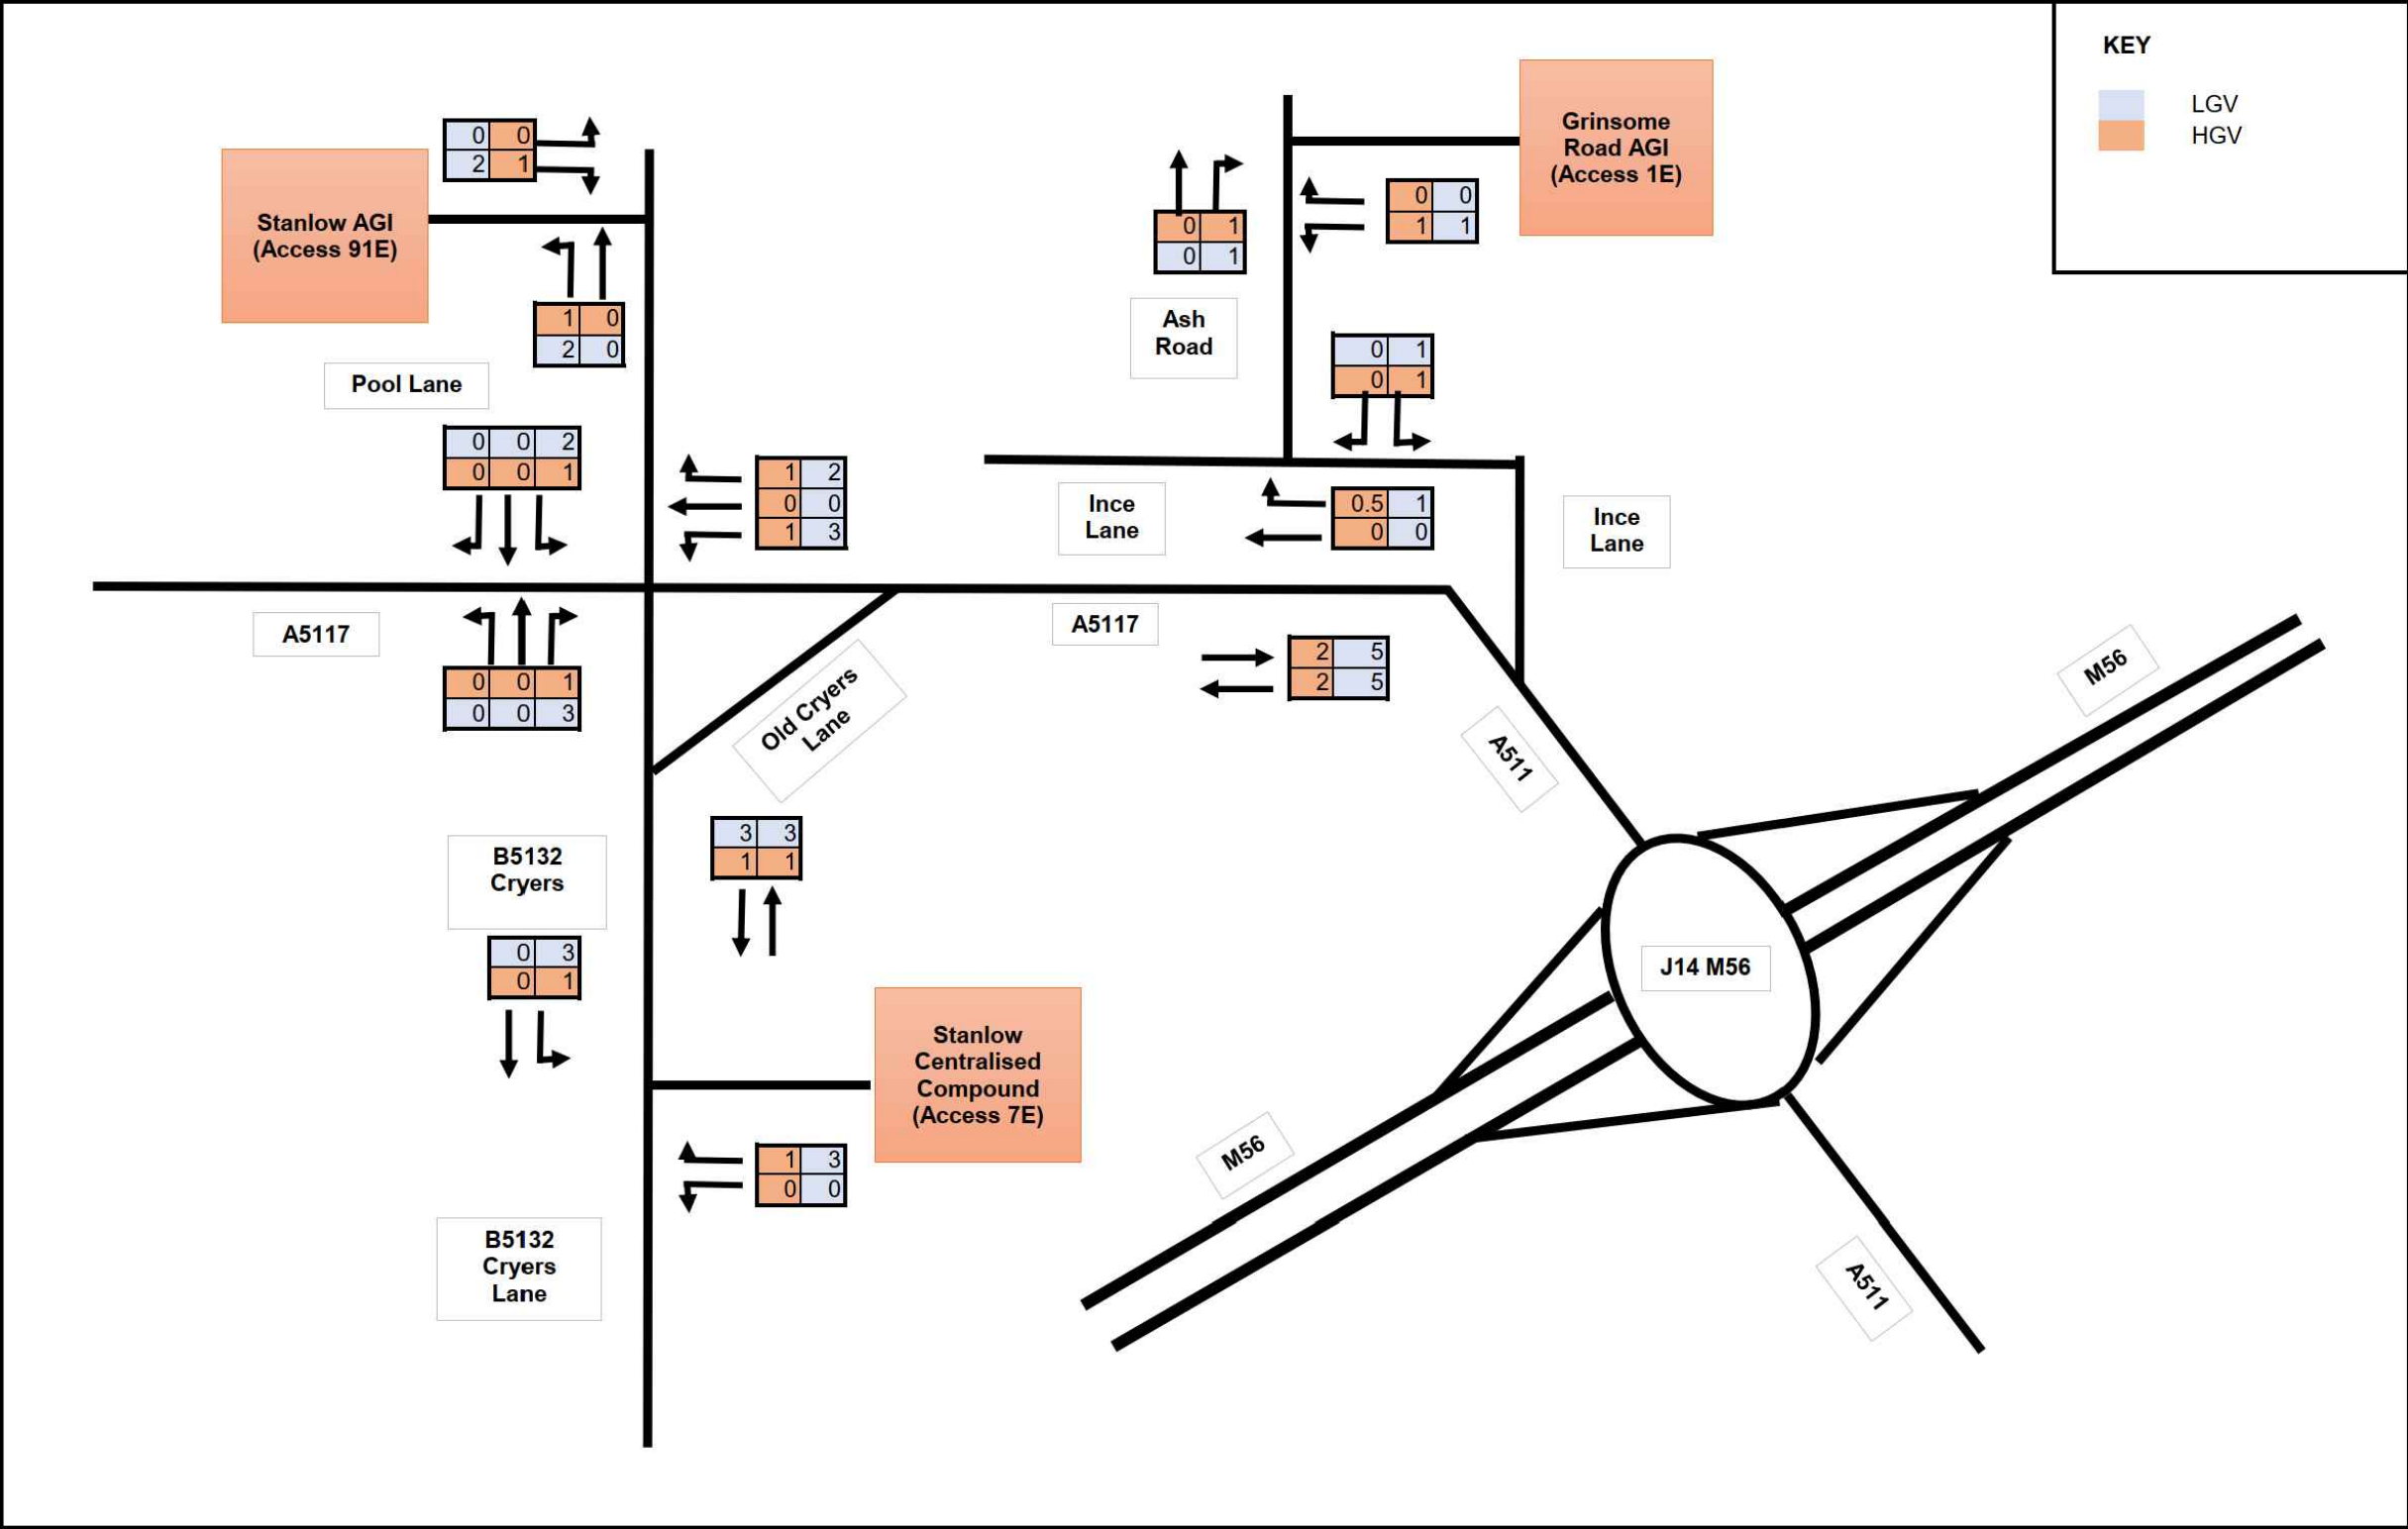 KEY
LGV
HGV
Grinsome
Road AGI
(Access 1E)
0 0
2 1
Stanlow AGI
(Access 91E)
0 0
1 1
0 1
0 1
1 0
2 0
Ash
Road
0 1
0 1
Pool Lane
0 0 2
0 0 1
1 2
0 0
1 3
Ince
Lane
0.5 1
0 0
Ince
Lane
A5117
A5117
2 5
2 5
0 0 1
0 0 3
Old Cryers
Lane
M56
A511
3 3
1 1
B5132
Cryers
0 3
0 1
J14 M56
Stanlow
Centralised
Compound
(Access 7E)
M56
1 3
0 0
B5132
Cryers
Lane
A511